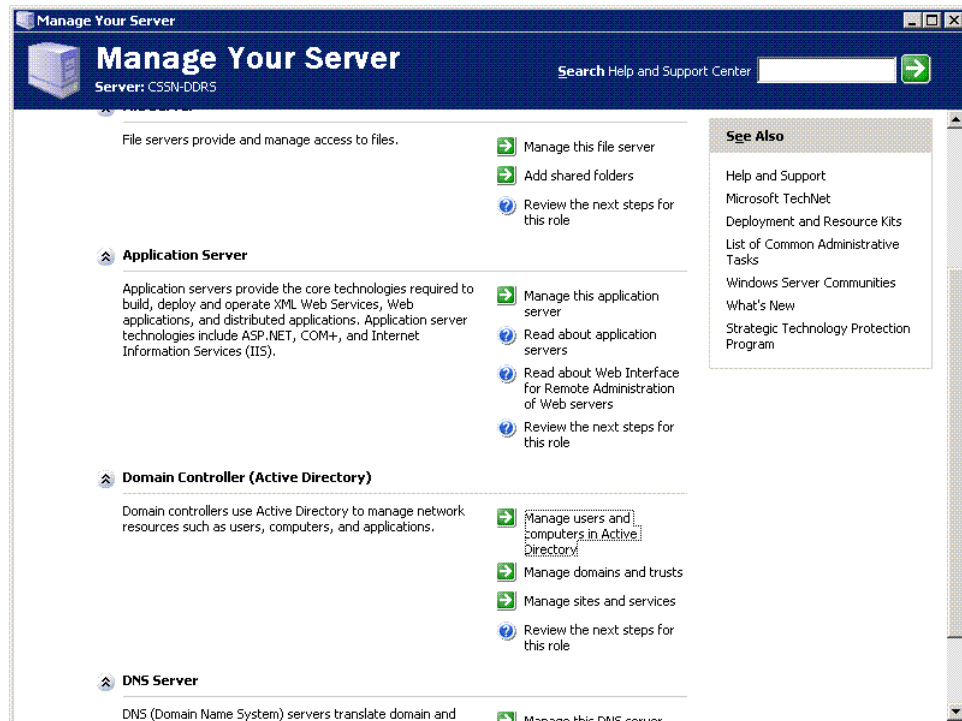 Manage Your Server
Manage Your Server
Server: CSSN-DDRS
Search Help and Support Center
File Server
File servers provide and manage access to files.
Manage this file server
Add shared folders
Review the next steps for
this role
Application Server
Application servers provide the core technologies required to
build, deploy and operate XML Web Services, Web
applications, and distributed applications. Application server
technologies include ASP.NET, COM+, and Internet
Information Services (IIS).
Manage this application
server
Read about application
servers
Read about Web Interface
for Remote Administration
of Web servers
Review the next steps for
this role
Domain Controller (Active Directory)
Domain controllers use Active Directory to manage network
resources such as users, computers, and applications.
Manage users and
computers in Active
Directory
Manage domains and trusts
Manage sites and services
Review the next steps for
this role
DNS Server
DNS (Domain Name System) servers translate domain and
Manage this DNS server
See Also
Help and Support
Microsoft TechNet
Deployment and Resource Kits
List of Common Administrative
Tasks
Windows Server Communities
What's New
Strategic Technology Protection
Program